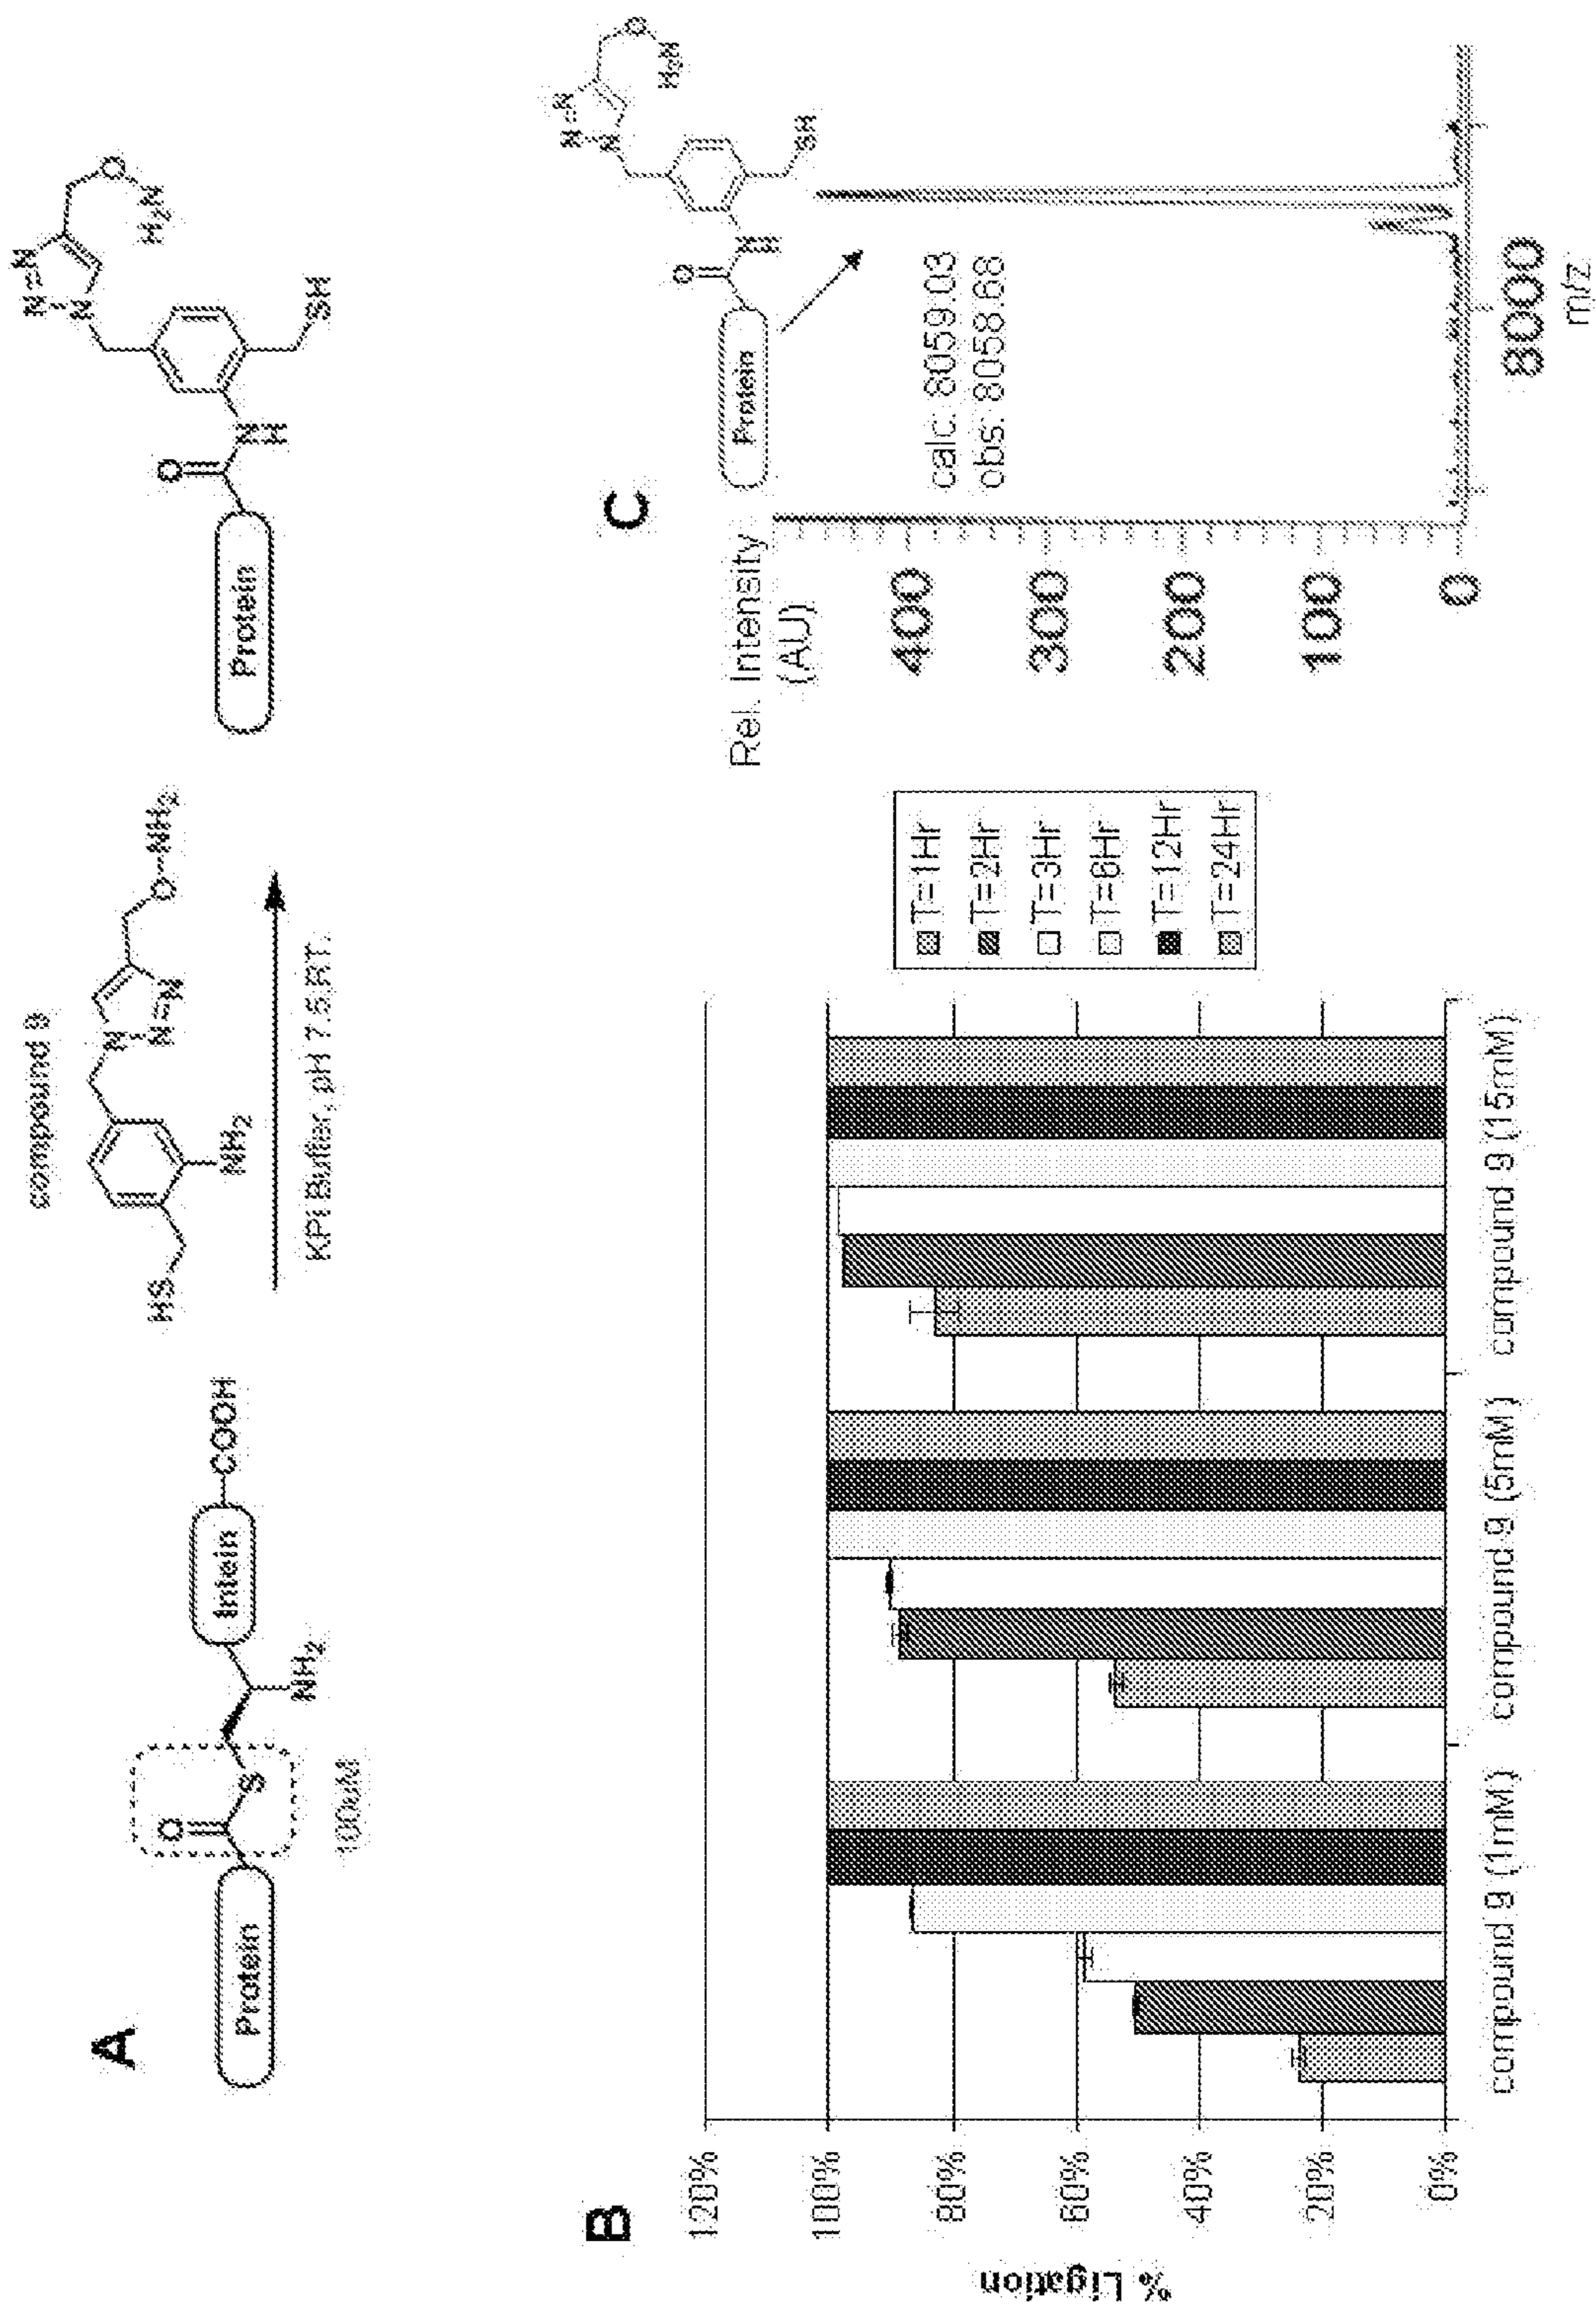 A
Protein
O
S
NH2
Intein
COOH
100uM
compound 9
HS
NH2
N
N=N
O-NH2
KPi Buffer, pH 7.5, RT.
Protein
O
N
H
SH
N
N=N
O
H2N
B
% Ligation
120%
100%
80%
60%
40%
20%
0%
compound 9 (1mM)
compound 9 (5mM)
compound 9 (15mM)
T=1Hr
T=2Hr
T=3Hr
T=6Hr
T=12Hr
T=24Hr
C
Rel. Intensity
(AU)
400
300
200
100
0
Protein
O
N
H
SH
N
N=N
O
H2N
calc: 8059.03
obs: 8058.68
8000
m/z